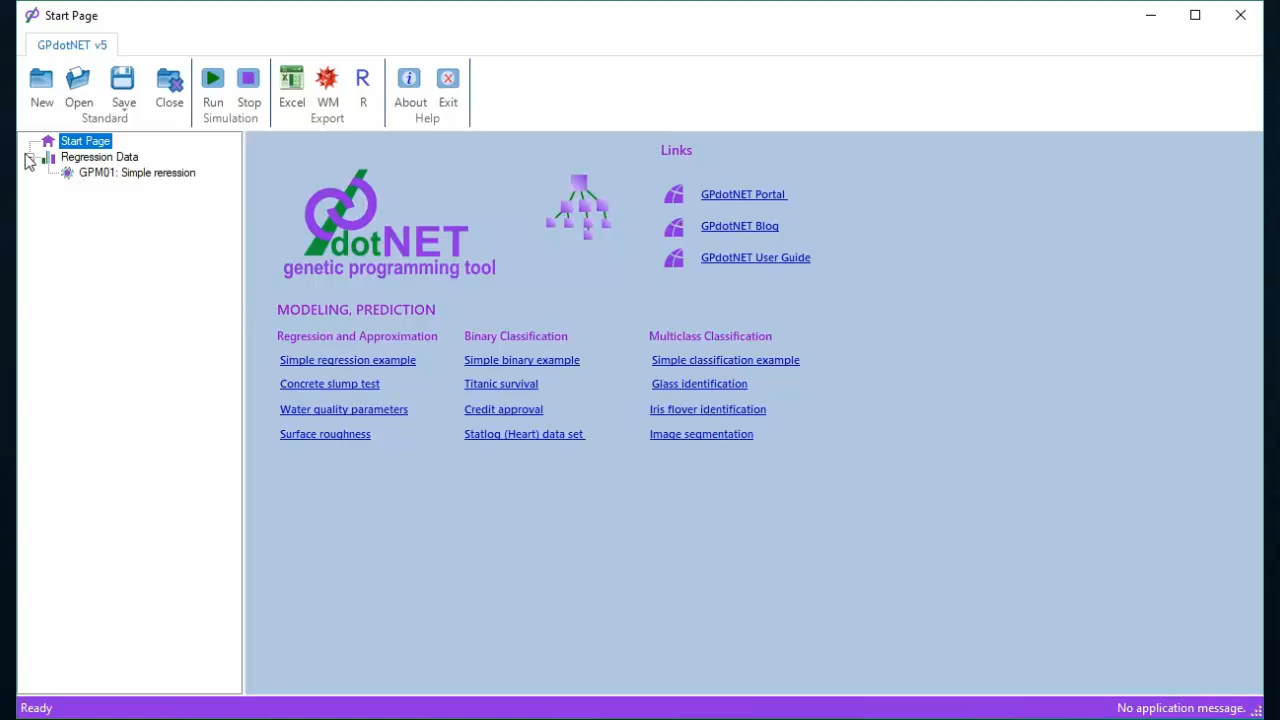 Start Page
GPdotNET v5
New Open Save Close Run Stop Excel WM R About Exit
Standard Simulation Export Help
Start Page
Regression Data
GPM01: Simple reression
dotNET
genetic programming tool
Links
GPdotNET Portal
GPdotNET Blog
GPdotNET User Guide
MODELING, PREDICTION
Regression and Approximation Binary Classification Multiclass Classification
Simple regression example Simple binary example Simple classification example
Concrete slump test Titanic survival Glass identification
Water quality parameters Credit approval Iris flover identification
Surface roughness Statlog (Heart) data set Image segmentation
Ready No application message.